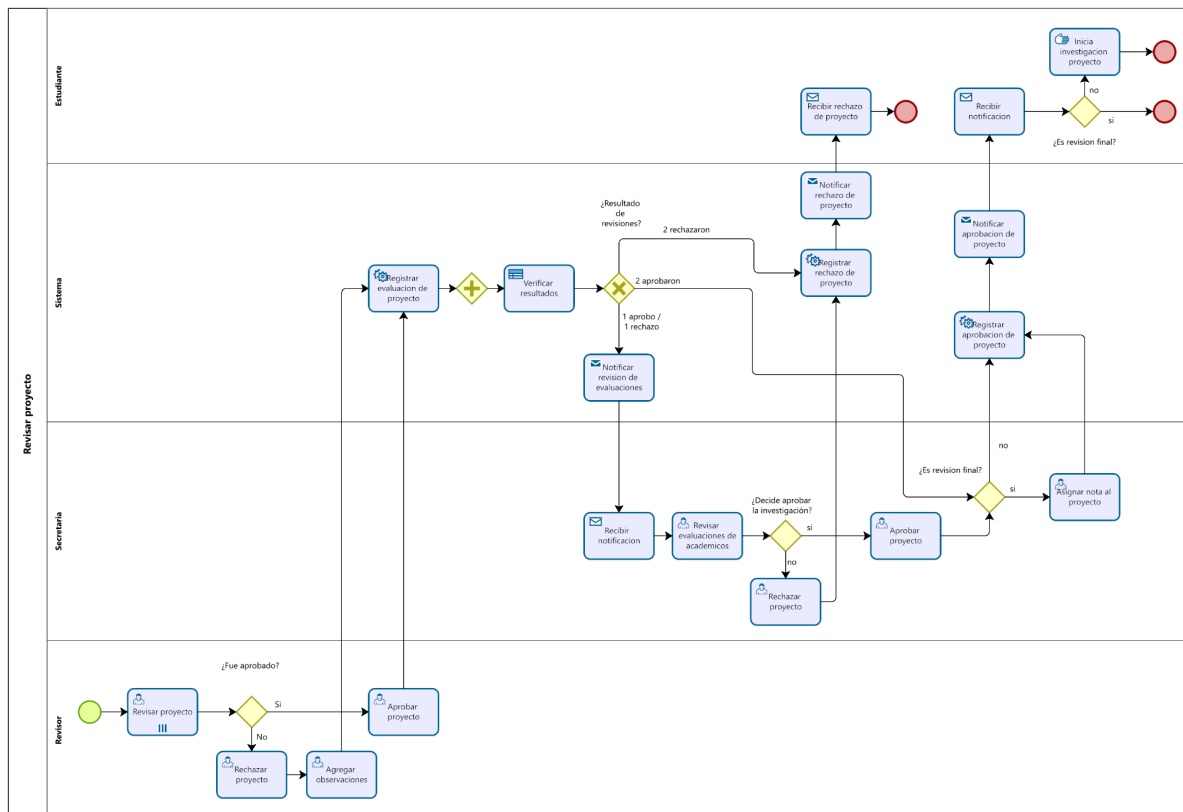 Revisar proyecto
Estudiante
Inicia
investigacion
proyecto
Recibir rechazo
de proyecto
Recibir
notificacion
no
si
¿Es revision final?
Sistema
Notificar
rechazo de
proyecto
¿Resultado
de
revisiones?
2 rechazaron
Notificar
aprobacion de
proyecto
Registrar
evaluacion de
proyecto
Verificar
resultados
2 aprobaron
Registrar
rechazo de
proyecto
1 aprobo /
1 rechazo
Registrar
aprobacion de
proyecto
Notificar
revision de
evaluaciones
Secretaria
no
¿Es revision final?
si
Asignar nota al
proyecto
¿Decide aprobar
la investigación?
Recibir
notificacion
Revisar
evaluaciones de
academicos
si
Aprobar
proyecto
no
Rechazar
proyecto
Revisor
¿Fue aprobado?
Revisar proyecto
Si
Aprobar
proyecto
No
Rechazar
proyecto
Agregar
observaciones